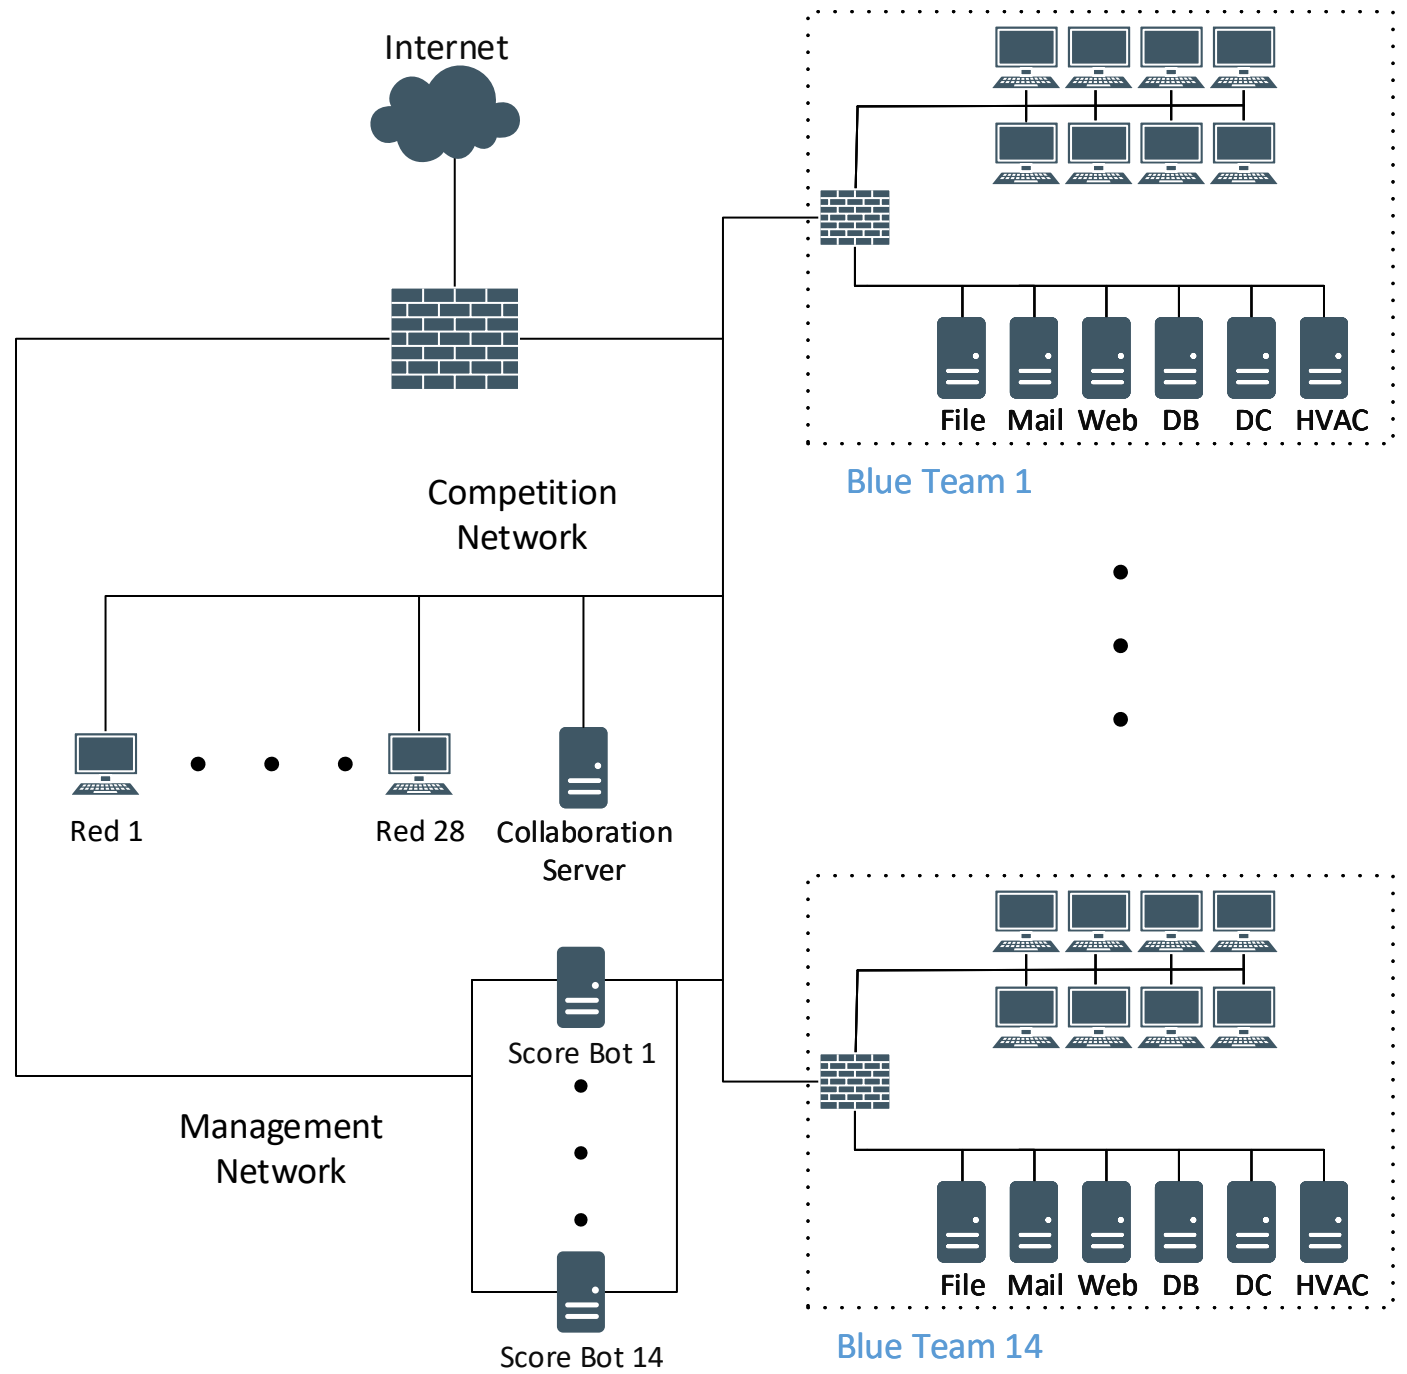 Internet
File Mail Web DB DC HVAC
Blue Team 1
Competition
Network
Red 1
Red 28
Collaboration
Server
Score Bot 1
Management
Network
File Mail Web DB DC HVAC
Blue Team 14
Score Bot 14